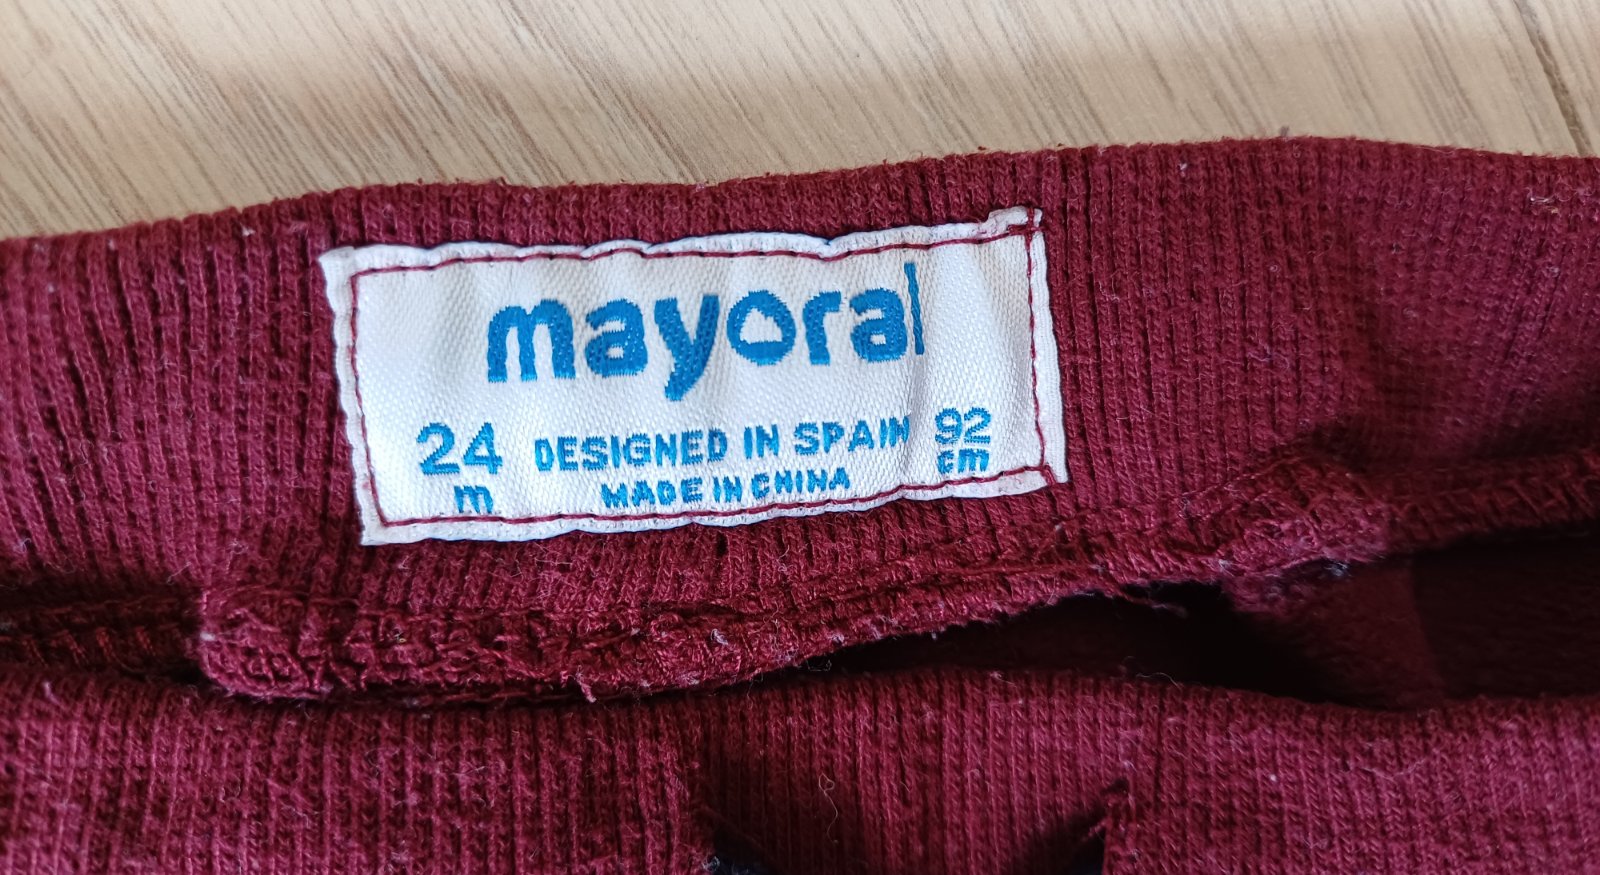 mayoral
24 m DESIGNED IN SPAIN 92 cm
MADE IN CHINA